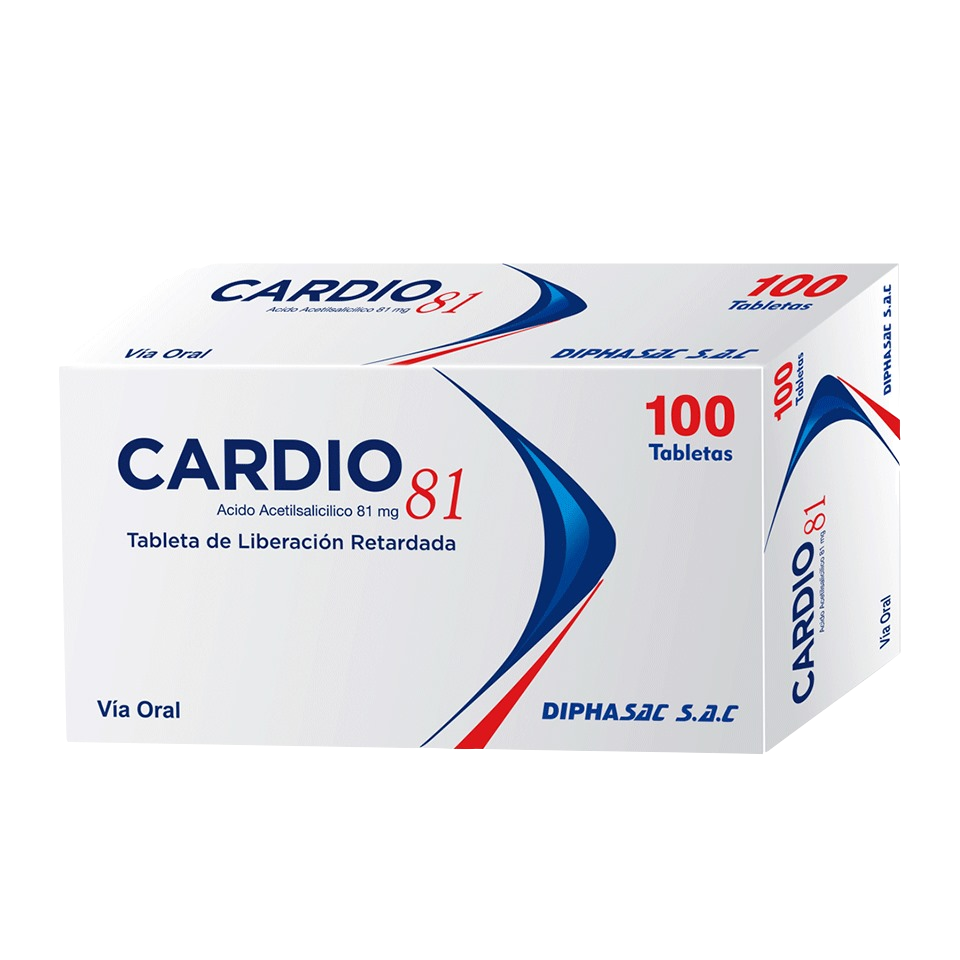 CARDIO 81
Acido Acetilsalicilico 81 mg
Vía Oral
100
Tabletas
DIPHASAC S.A.C
CARDIO 81
Acido Acetilsalicilico 81 mg
Tableta de Liberación Retardada
100
Tabletas
Vía Oral
DIPHASAC S.A.C
100
Tabletas
DIPHASAC S.A.C
CARDIO 81
Acido Acetilsalicilico 81 mg
Vía Oral